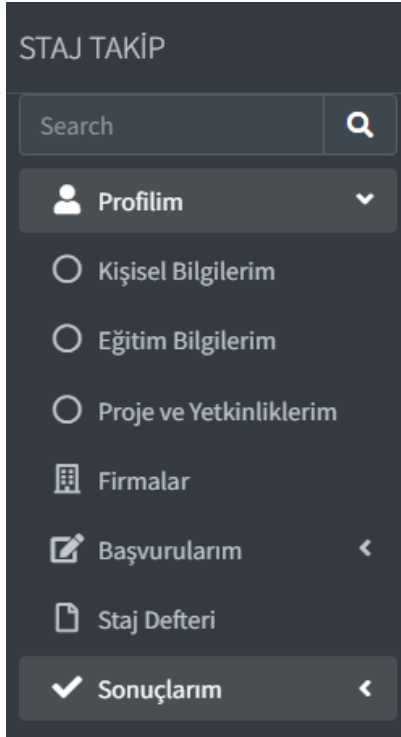 STAJ TAKİP
Search
Profilim
Kişisel Bilgilerim
Eğitim Bilgilerim
Proje ve Yetkinliklerim
Firmalar
Başvurularım
Staj Defteri
Sonuçlarım